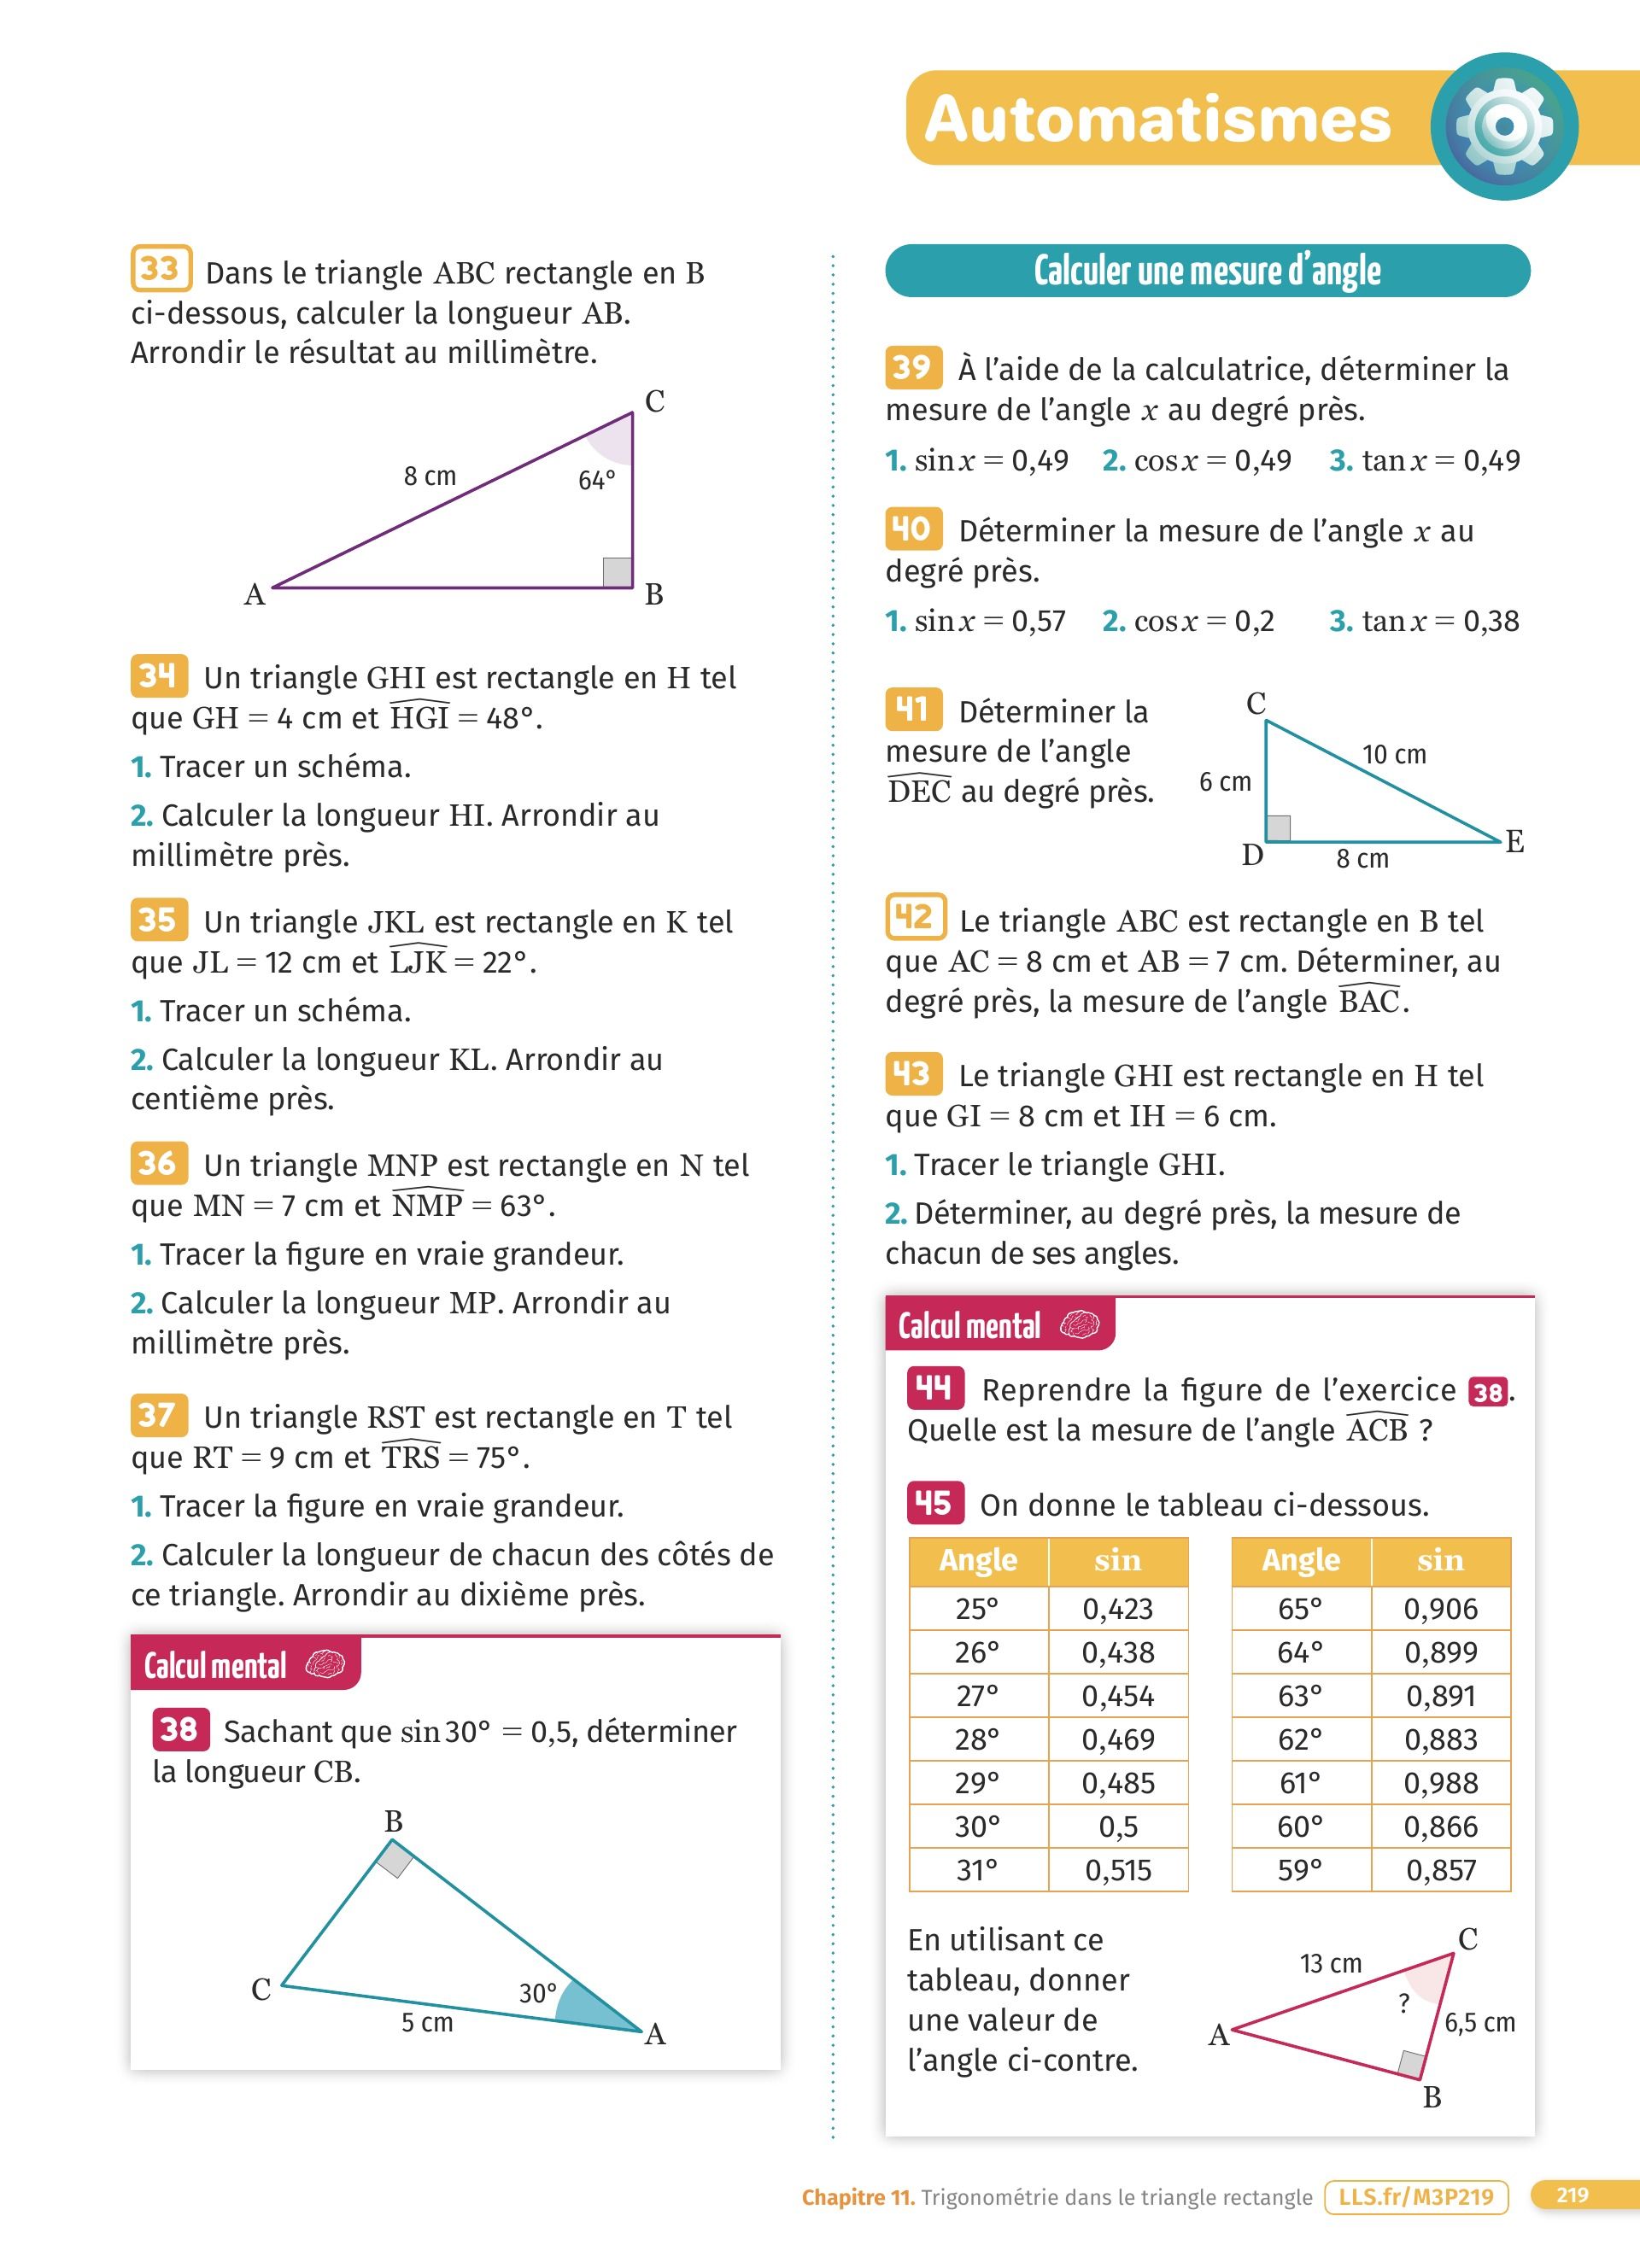 Automatismes
33 Dans le triangle ABC rectangle en B
ci-dessous, calculer la longueur AB.
Arrondir le résultat au millimètre.
C
8 cm
64°
A
B
34 Un triangle GHI est rectangle en H tel
que GH = 4 cm et HGI = 48°.
1. Tracer un schéma.
2. Calculer la longueur HI. Arrondir au
millimètre près.
35 Un triangle JKL est rectangle en K tel
que JL = 12 cm et LJK = 22°.
1. Tracer un schéma.
2. Calculer la longueur KL. Arrondir au
centième près.
36 Un triangle MNP est rectangle en N tel
que MN = 7 cm et NMP = 63°.
1. Tracer la figure en vraie grandeur.
2. Calculer la longueur MP. Arrondir au
millimètre près.
37 Un triangle RST est rectangle en T tel
que RT = 9 cm et TRS = 75°.
1. Tracer la figure en vraie grandeur.
2. Calculer la longueur de chacun des côtés de
ce triangle. Arrondir au dixième près.
Calcul mental
38 Sachant que sin 30° = 0,5, déterminer
la longueur CB.
B
C
30°
5 cm
A
Calculer une mesure d'angle
39 À l'aide de la calculatrice, déterminer la
mesure de l'angle x au degré près.
1. sin x = 0,49 2. cos x = 0,49 3. tan x = 0,49
40 Déterminer la mesure de l'angle x au
degré près.
1. sin x = 0,57 2. cos x = 0,2 3. tan x = 0,38
41 Déterminer la
mesure de l'angle
DEC au degré près.
C
10 cm
6 cm
D
8 cm
E
42 Le triangle ABC est rectangle en B tel
que AC = 8 cm et AB = 7 cm. Déterminer, au
degré près, la mesure de l'angle BAC.
43 Le triangle GHI est rectangle en H tel
que GI = 8 cm et IH = 6 cm.
1. Tracer le triangle GHI.
2. Déterminer, au degré près, la mesure de
chacun de ses angles.
Calcul mental
44 Reprendre la figure de l'exercice 38.
Quelle est la mesure de l'angle ACB ?
45 On donne le tableau ci-dessous.
Angle sin Angle sin
25° 0,423 65° 0,906
26° 0,438 64° 0,899
27° 0,454 63° 0,891
28° 0,469 62° 0,883
29° 0,485 61° 0,988
30° 0,5 60° 0,866
31° 0,515 59° 0,857
En utilisant ce
tableau, donner
une valeur de
l'angle ci-contre.
C
13 cm
?
6,5 cm
A
B
Chapitre 11. Trigonométrie dans le triangle rectangle LLS.fr/M3P219 219